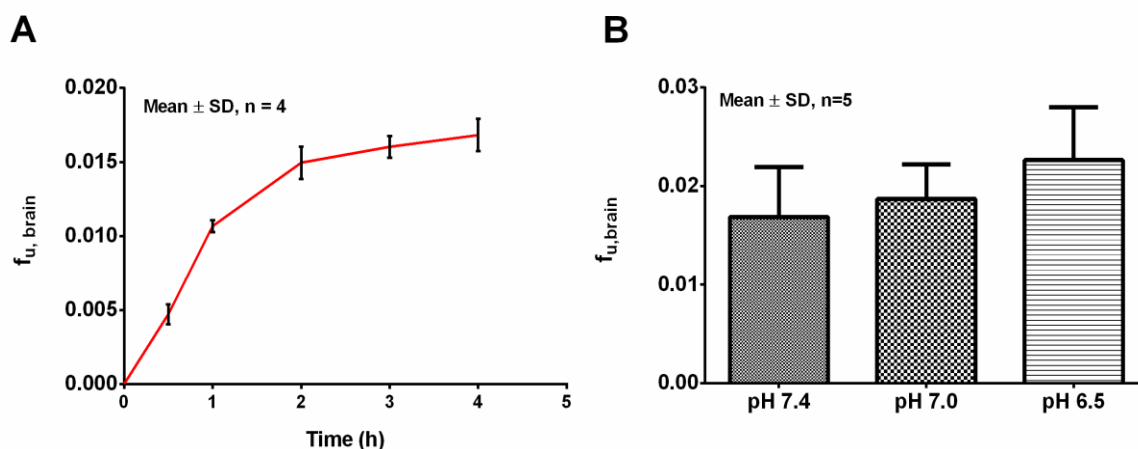 A
0.020
Mean ± SD, n = 4
0.015
0.010
0.005
0.000
fu, brain
0 1 2 3 4 5
Time (h)
B
0.03
Mean ± SD, n=5
0.02
0.01
0.00
fu,brain
pH 7.4 pH 7.0 pH 6.5